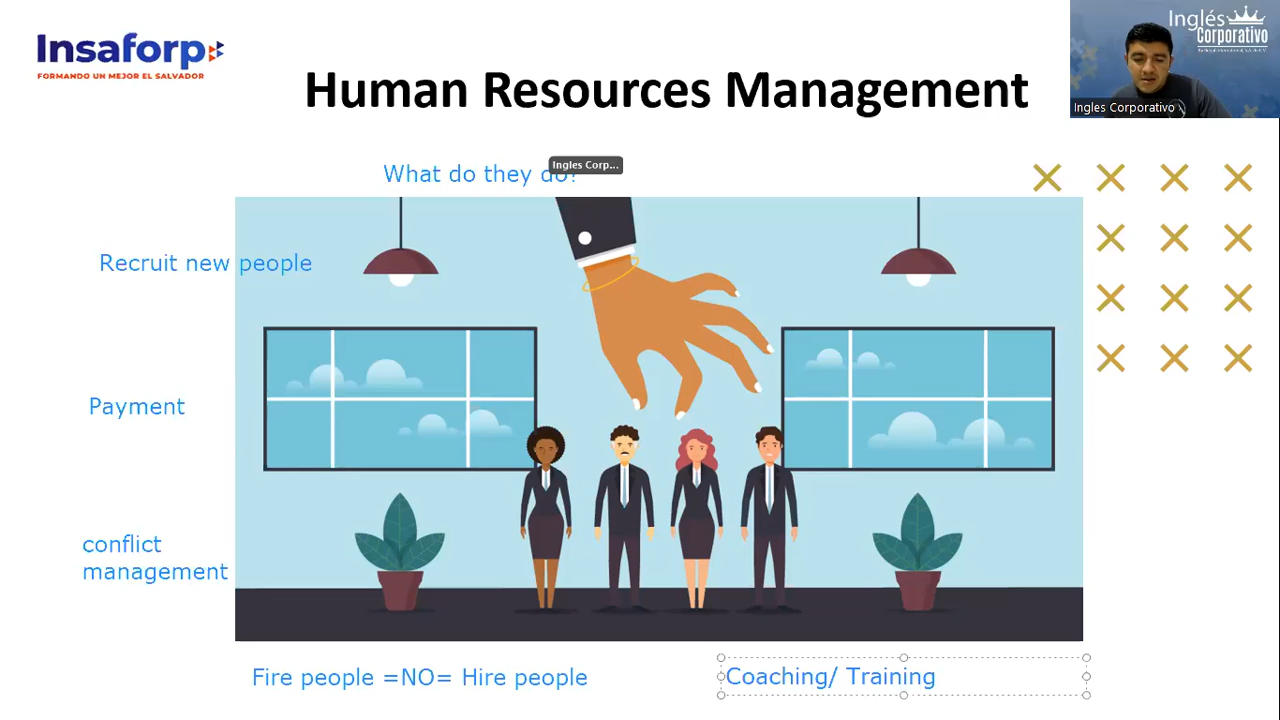 Insaforp
FORMANDO UN MEJOR EL SALVADOR
Human Resources Management
Inglés
Corporativo
Ingles Corporativo
Ingles Corp...
What do they do?
Recruit new people
Payment
conflict
management
Fire people =NO= Hire people
Coaching/ Training